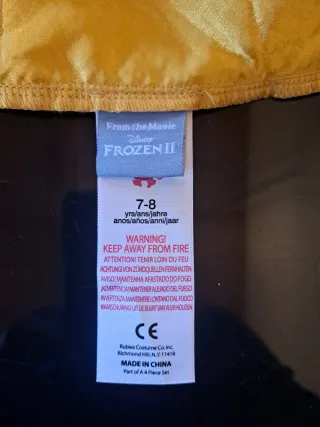 From the Movie
Disney
FROZEN II
7-8
yrs/ans/jahre
anos/años/anni/jaar
WARNING!
KEEP AWAY FROM FIRE
ATTENTION! TENIR LOIN DU FEU
ACHTUNG! VON ZÜNDQUELLEN FERNHALTEN
AVISO! MANTENHA AFASTADO DO FOGO
¡ADVERTENCIA! MANTENER ALEJADO DEL FUEGO
AVVERTENZA! MANTENERE LONTANO DAL FUOCO
WAARSCHUWING! UIT DE BUURT VAN VUUR HOUDEN
CE
Rubies Costume Co. Inc.
Richmond Hill, N.Y. 11418
MADE IN CHINA
Part of A 4 Piece Set